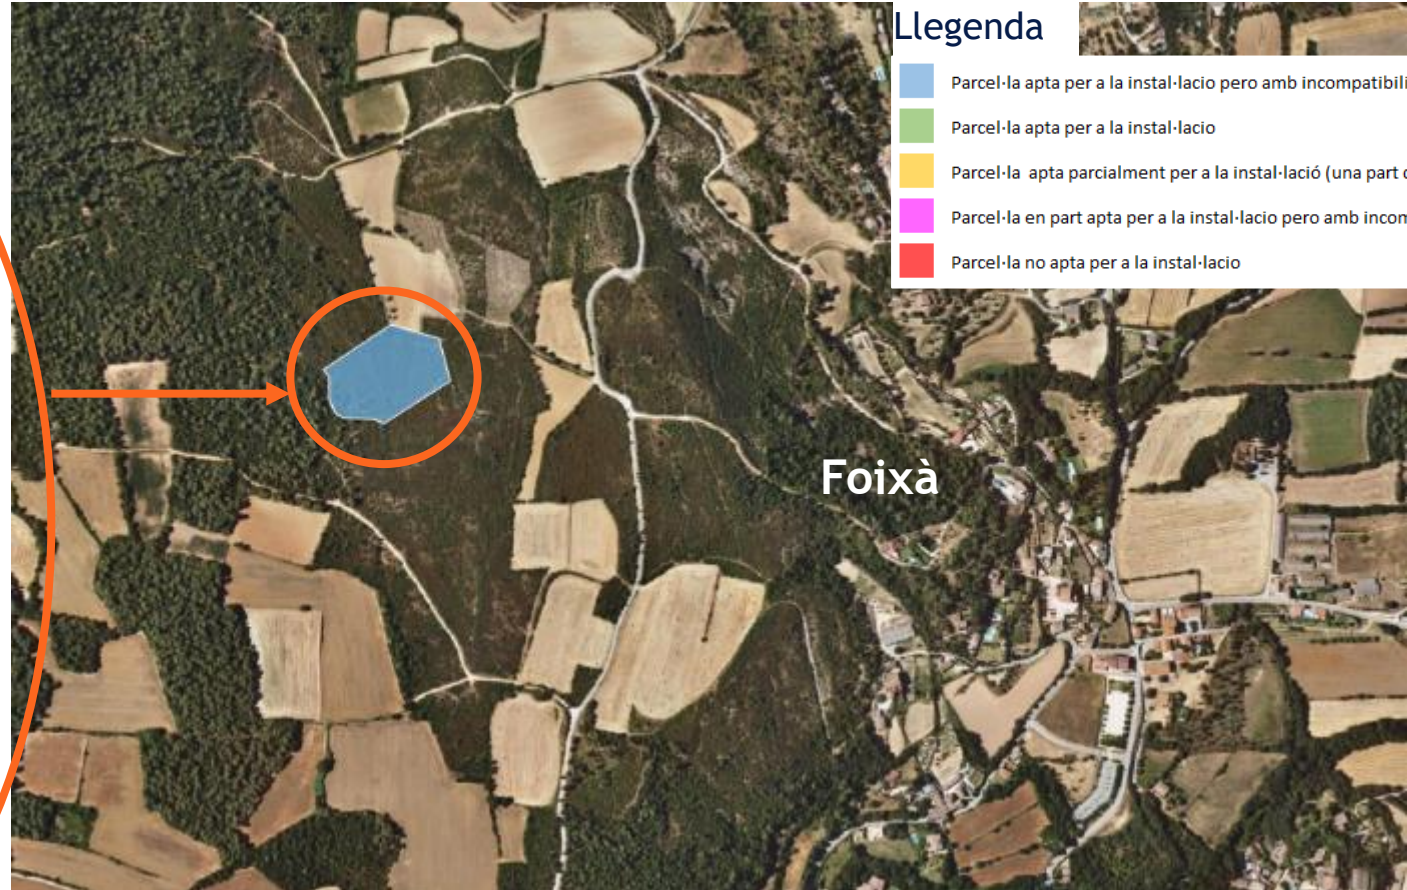 Llegenda
Parcel·la apta per a la instal·lacio pero amb
Parcel·la apta per a la instal·lacio
Parcel·la apta parcialment per a la instal·lació (una part
Parcel·la en part apta per a la instal·lacio pero amb
Parcel·la no apta per a la instal·lacio
Foixà